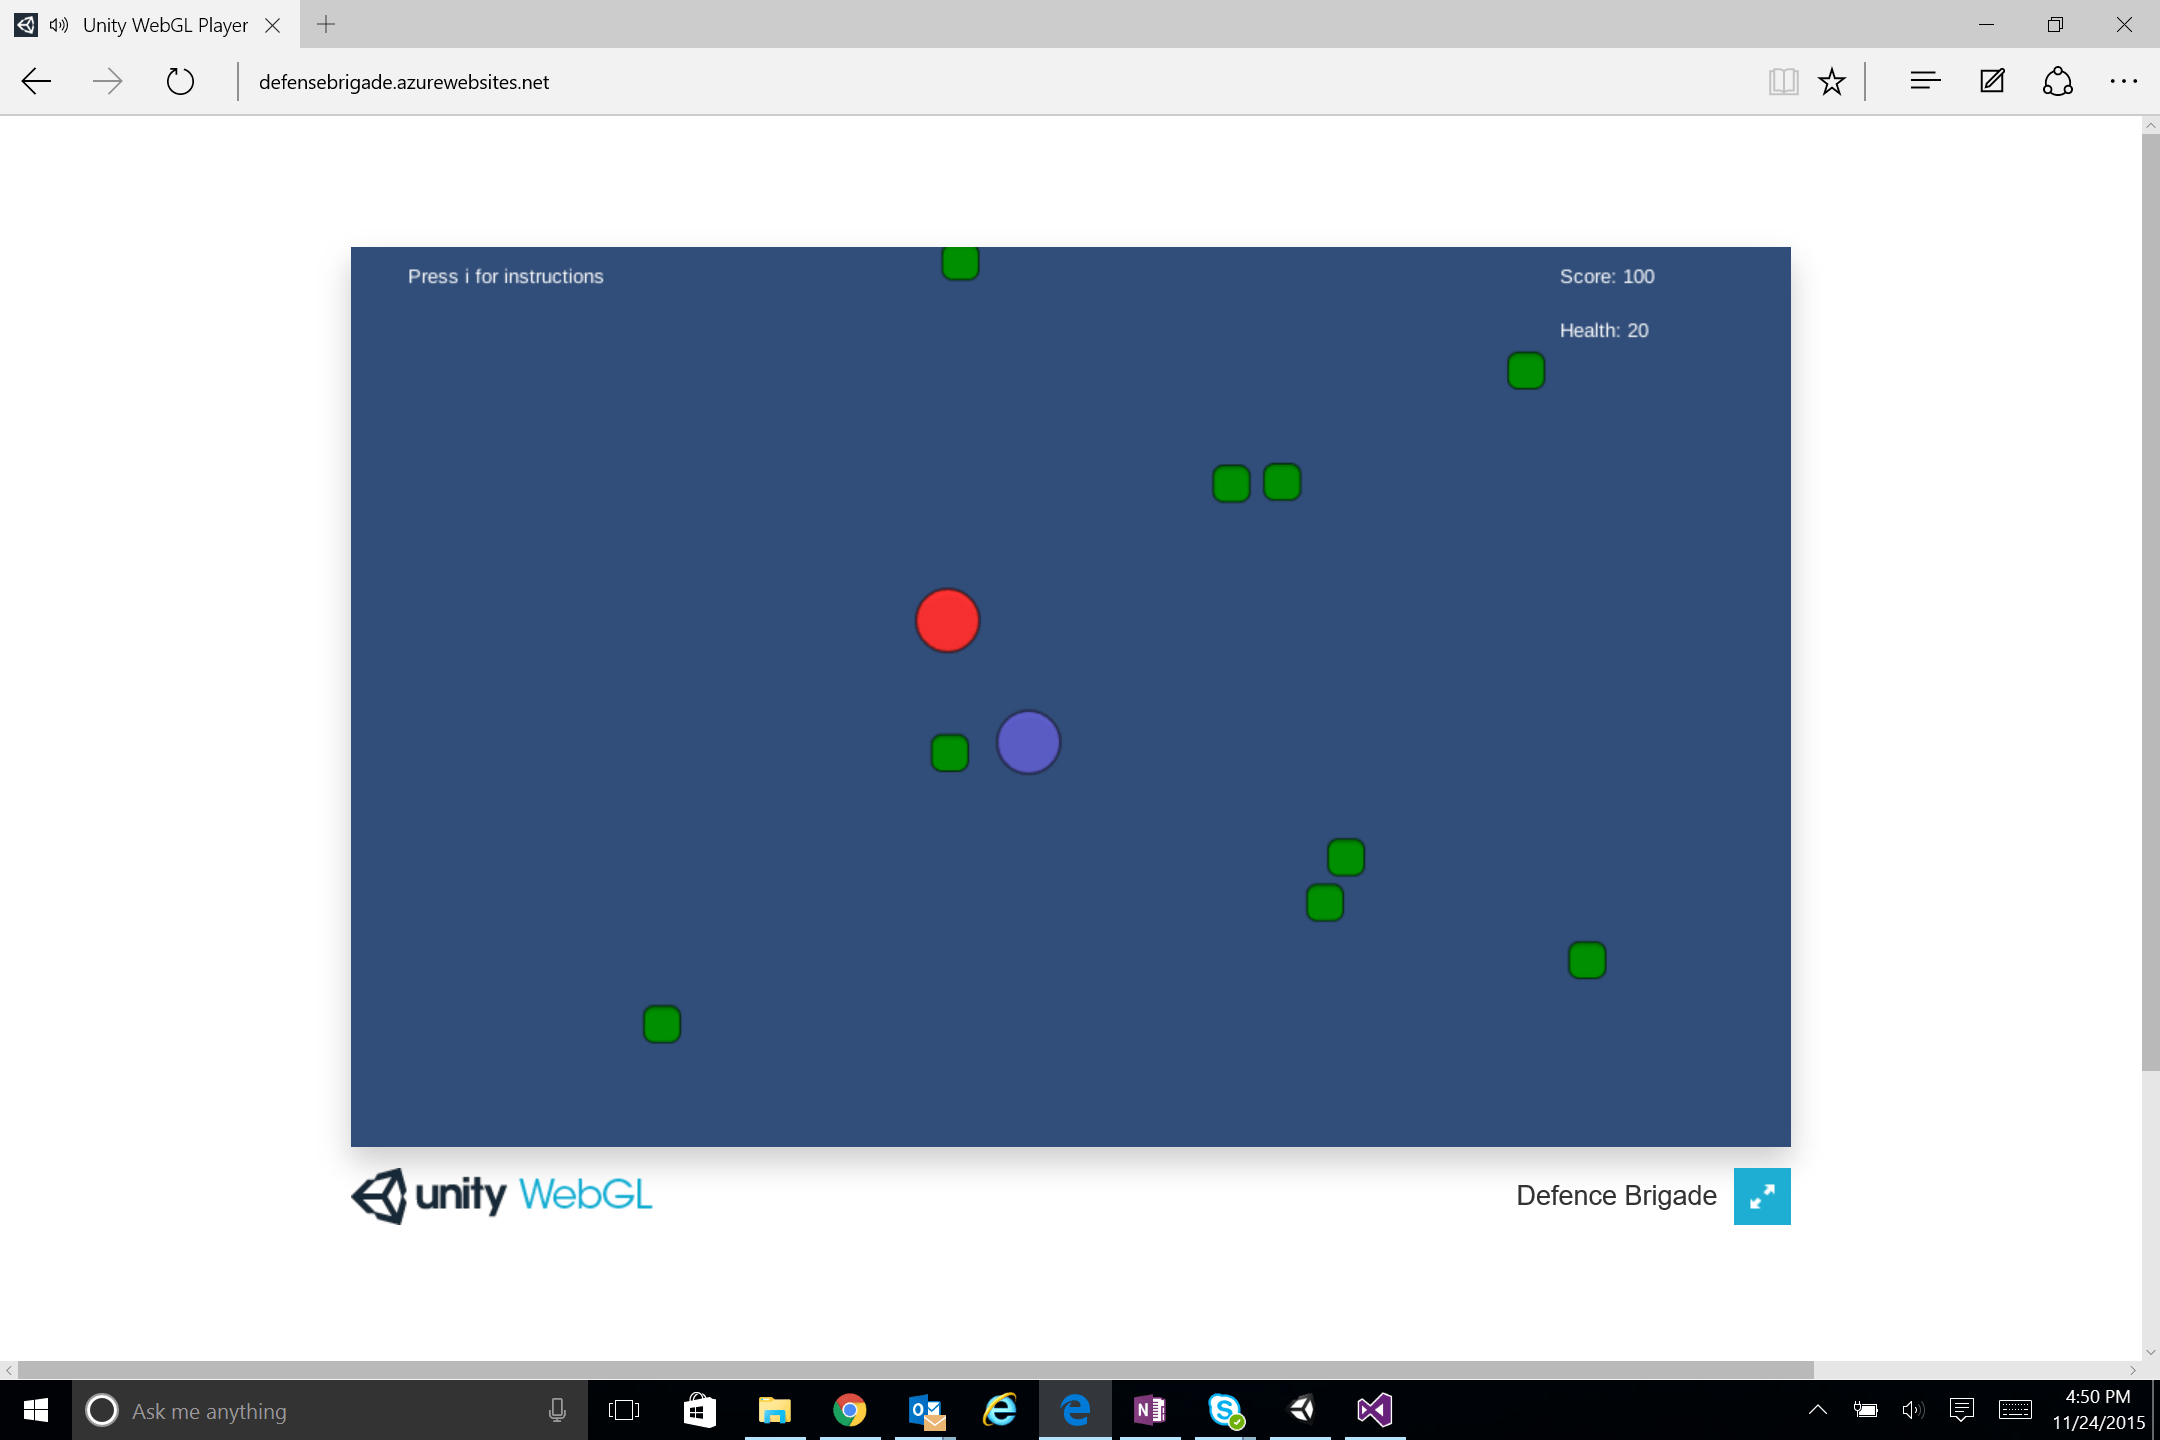 Unity WebGL Player
defensebrigade.azurewebsites.net
Press i for instructions
Score: 100
Health: 20
unity WebGL
Defence Brigade
Ask me anything
4:50 PM
11/24/2015